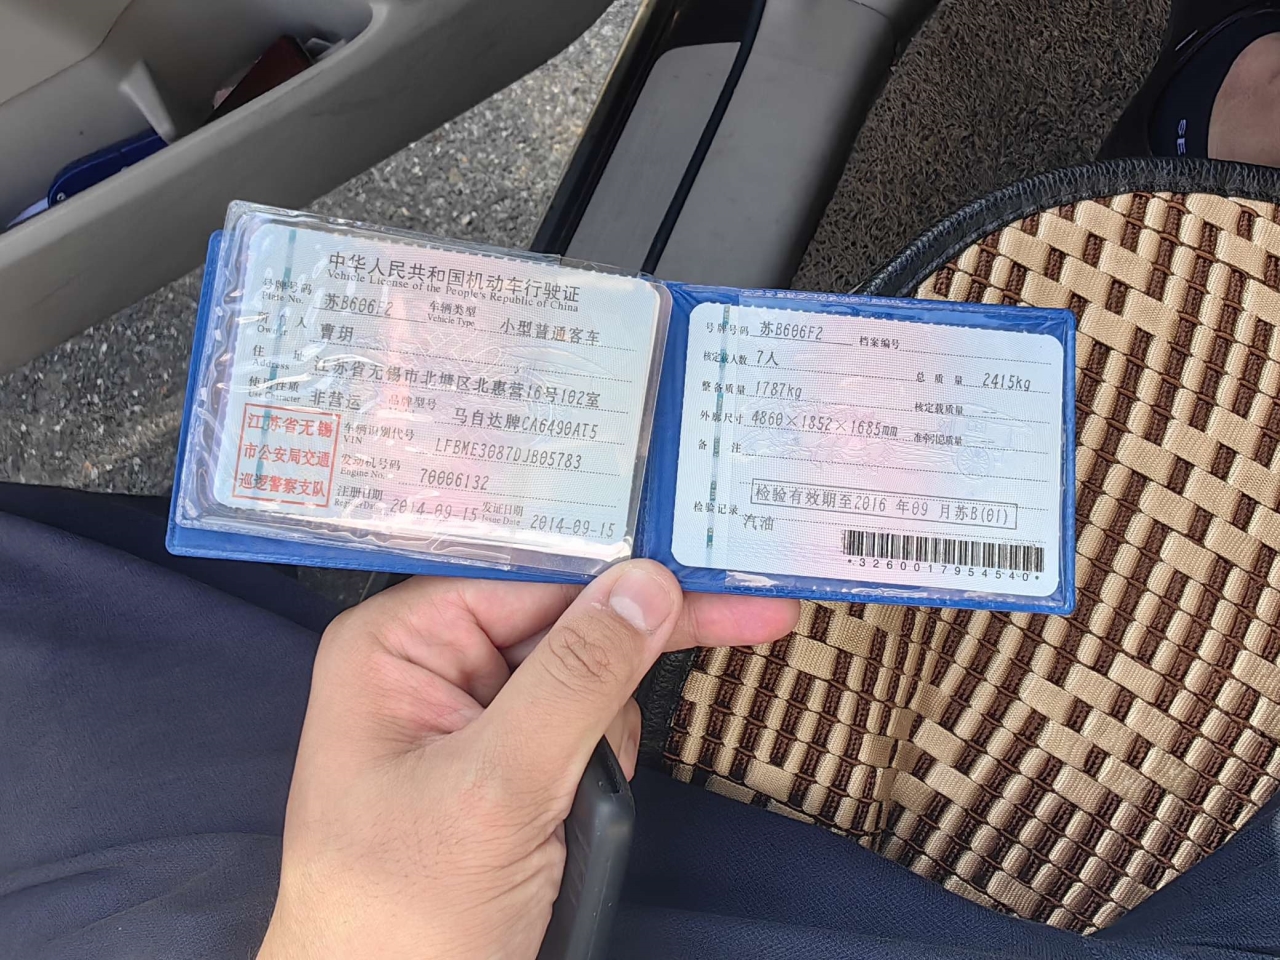 中华人民共和国机动车行驶证
Vehicle License of the People's Republic of China
号牌号码 苏B606F2 车辆类型 小型普通客车
Plate No. Vehicle Type
所有人 曹玥
Owner
住址 江苏省无锡市北塘区北惠营16号102室
Address
使用性质 非营运 品牌型号 马自达牌CA6490AT5
Use Character Model
江苏省无锡
市公安局交通
巡逻警察支队
车辆识别代号 LFBME3087DJB05783
VIN
发动机号码 70006132
Engine No.
注册日期 2014-09-15 发证日期 2014-09-15
Register Date Issue Date
号牌号码 苏B606F2 档案编号
核定载人数 7人 总质量 2415kg
整备质量 1787kg 核定载质量 --
外廓尺寸 4860×1852×1685mm 准牵引总质量 --
备注
检验有效期至2016 年09 月苏B(01)
检验记录
汽油
*3260017954540*